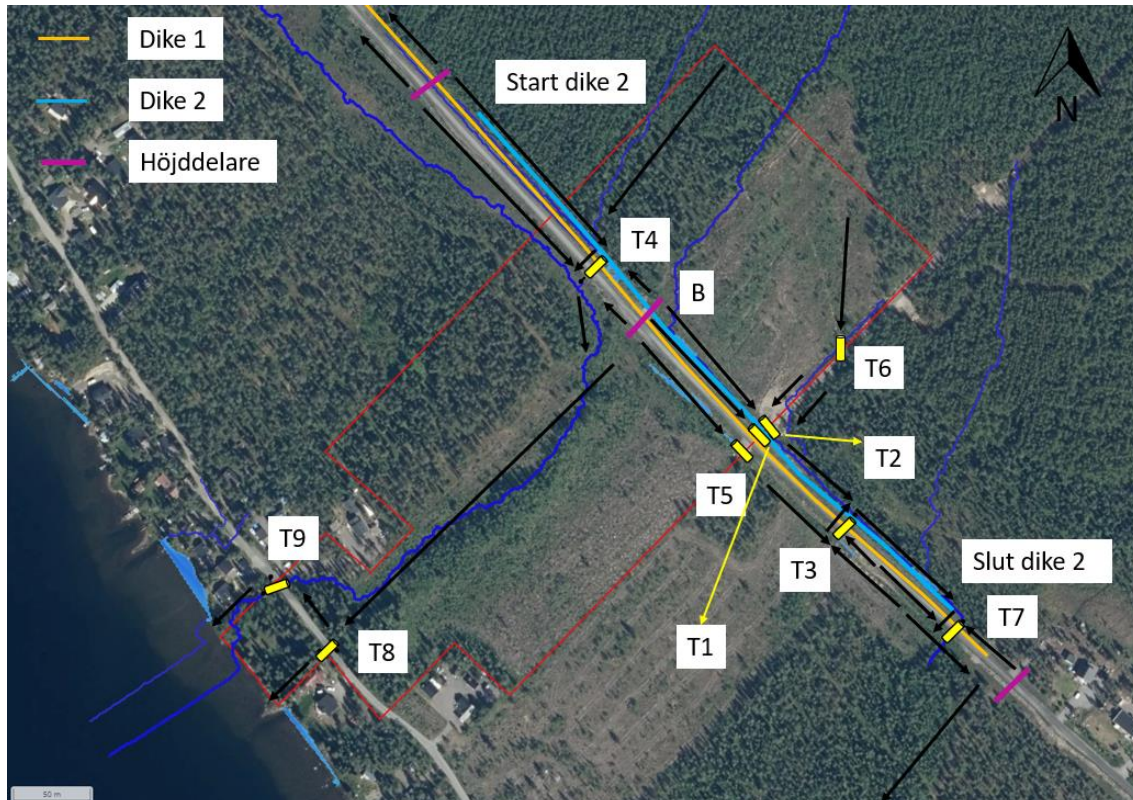 Dike 1
Dike 2
Höjddelare
Start dike 2
N
T4
B
T6
T2
T5
T3
Slut dike 2
T7
T1
T9
T8
50 m